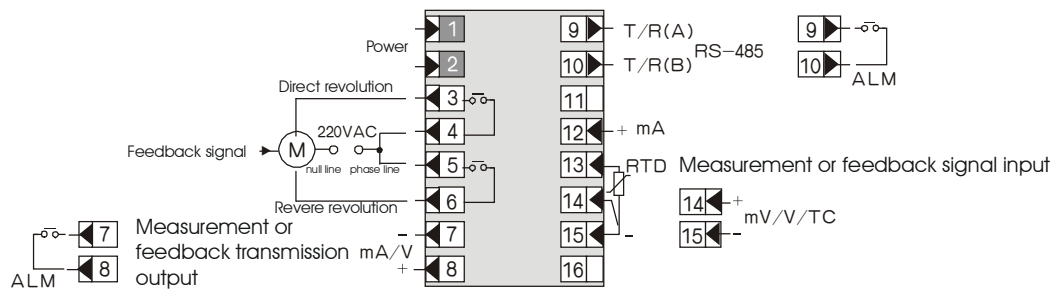 1
9 T/R(A)
RS-485
9
Power
2
10 T/R(B)
10
ALM
Direct revolution
3
11
220VAC
4
12 + mA
Feedback signal
M
null line phase line
5
13 RTD
Measurement or feedback signal input
Revere revolution
6
14
14 +
mV/V/TC
15 -
7
Measurement or
feedback transmission
output
- 7
mA/V
15 -
ALM
8
+ 8
16